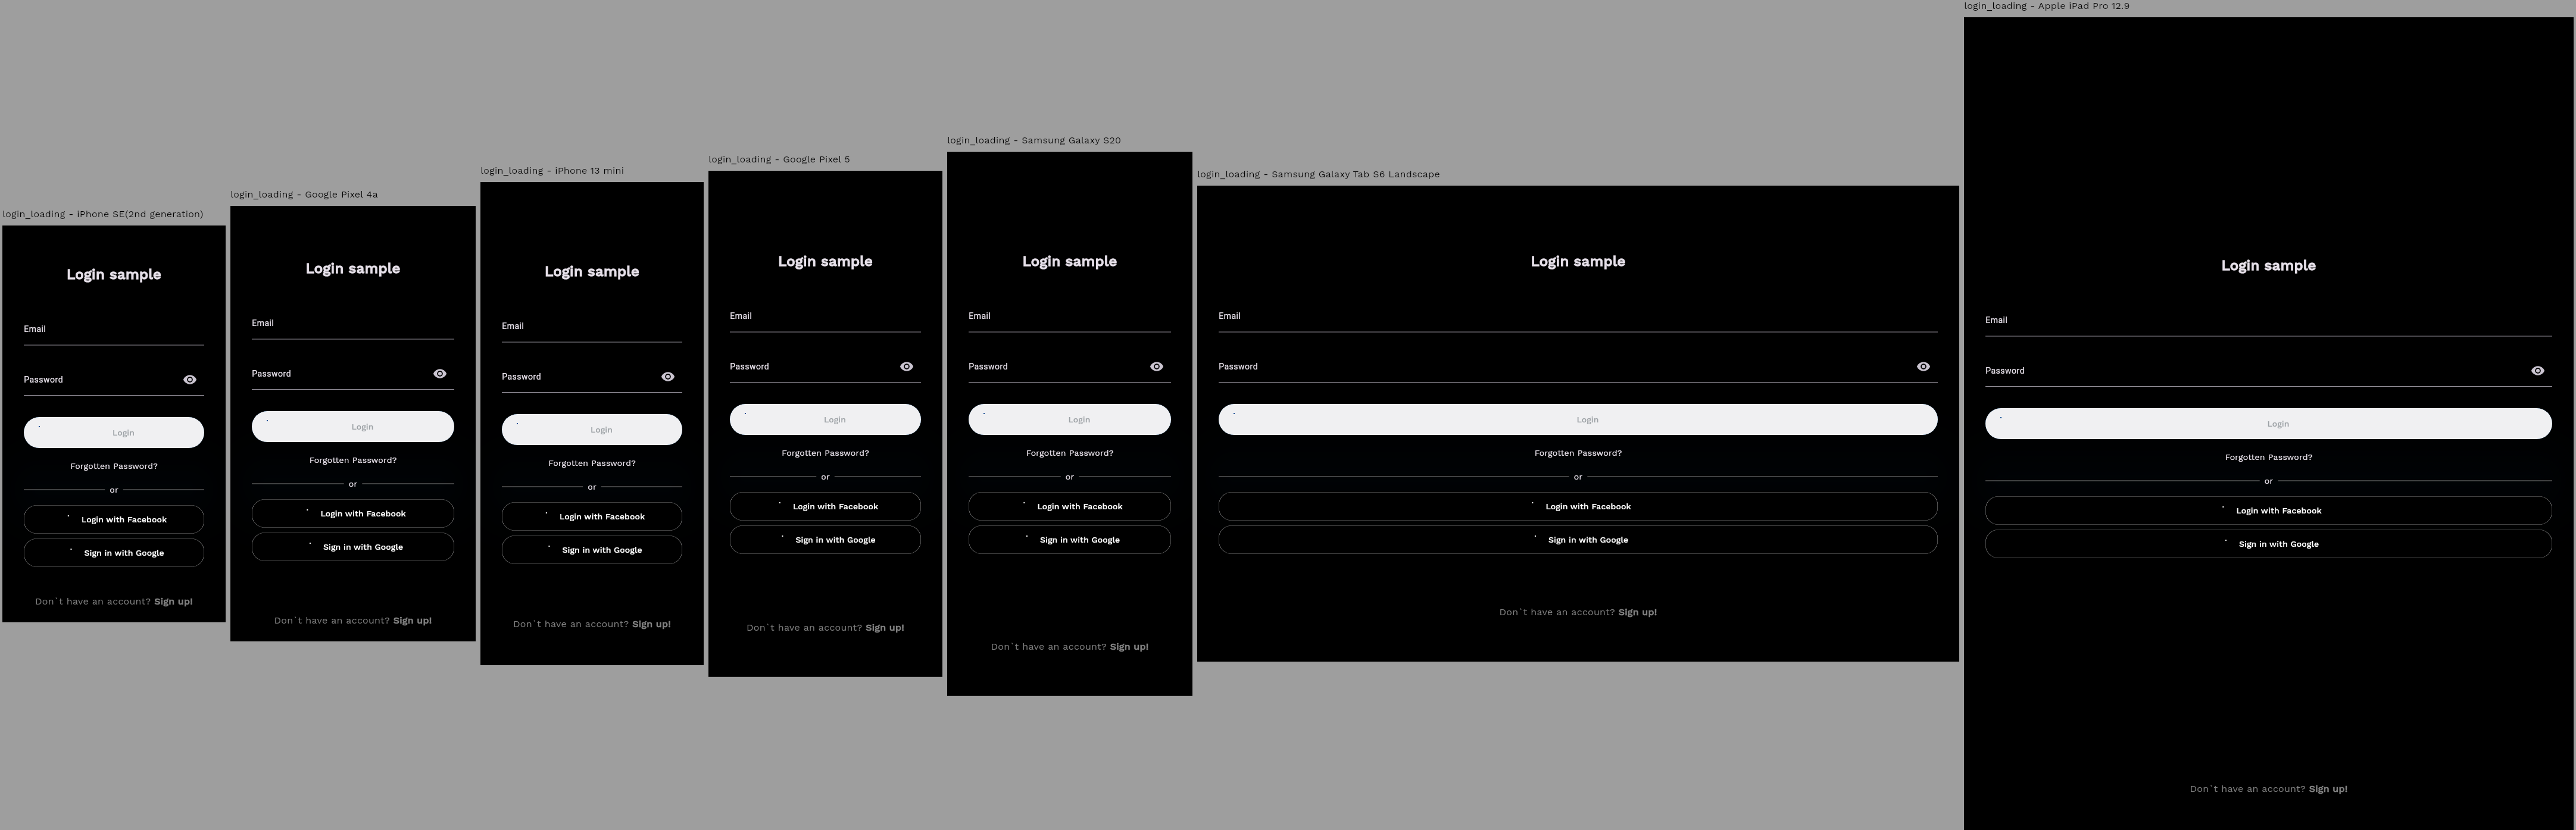 login_loading - iPhone SE(2nd generation)
Login sample
Email
Password
Login
Forgotten Password?
or
Login with Facebook
Sign in with Google
Don`t have an account? Sign up!
login_loading - Google Pixel 4a
Login sample
Email
Password
Login
Forgotten Password?
or
Login with Facebook
Sign in with Google
Don`t have an account? Sign up!
login_loading - iPhone 13 mini
Login sample
Email
Password
Login
Forgotten Password?
or
Login with Facebook
Sign in with Google
Don`t have an account? Sign up!
login_loading - Google Pixel 5
Login sample
Email
Password
Login
Forgotten Password?
or
Login with Facebook
Sign in with Google
Don`t have an account? Sign up!
login_loading - Samsung Galaxy S20
Login sample
Email
Password
Login
Forgotten Password?
or
Login with Facebook
Sign in with Google
Don`t have an account? Sign up!
login_loading - Samsung Galaxy Tab S6 Landscape
Login sample
Email
Password
Login
Forgotten Password?
or
Login with Facebook
Sign in with Google
Don`t have an account? Sign up!
login_loading - Apple iPad Pro 12.9
Login sample
Email
Password
Login
Forgotten Password?
or
Login with Facebook
Sign in with Google
Don`t have an account? Sign up!